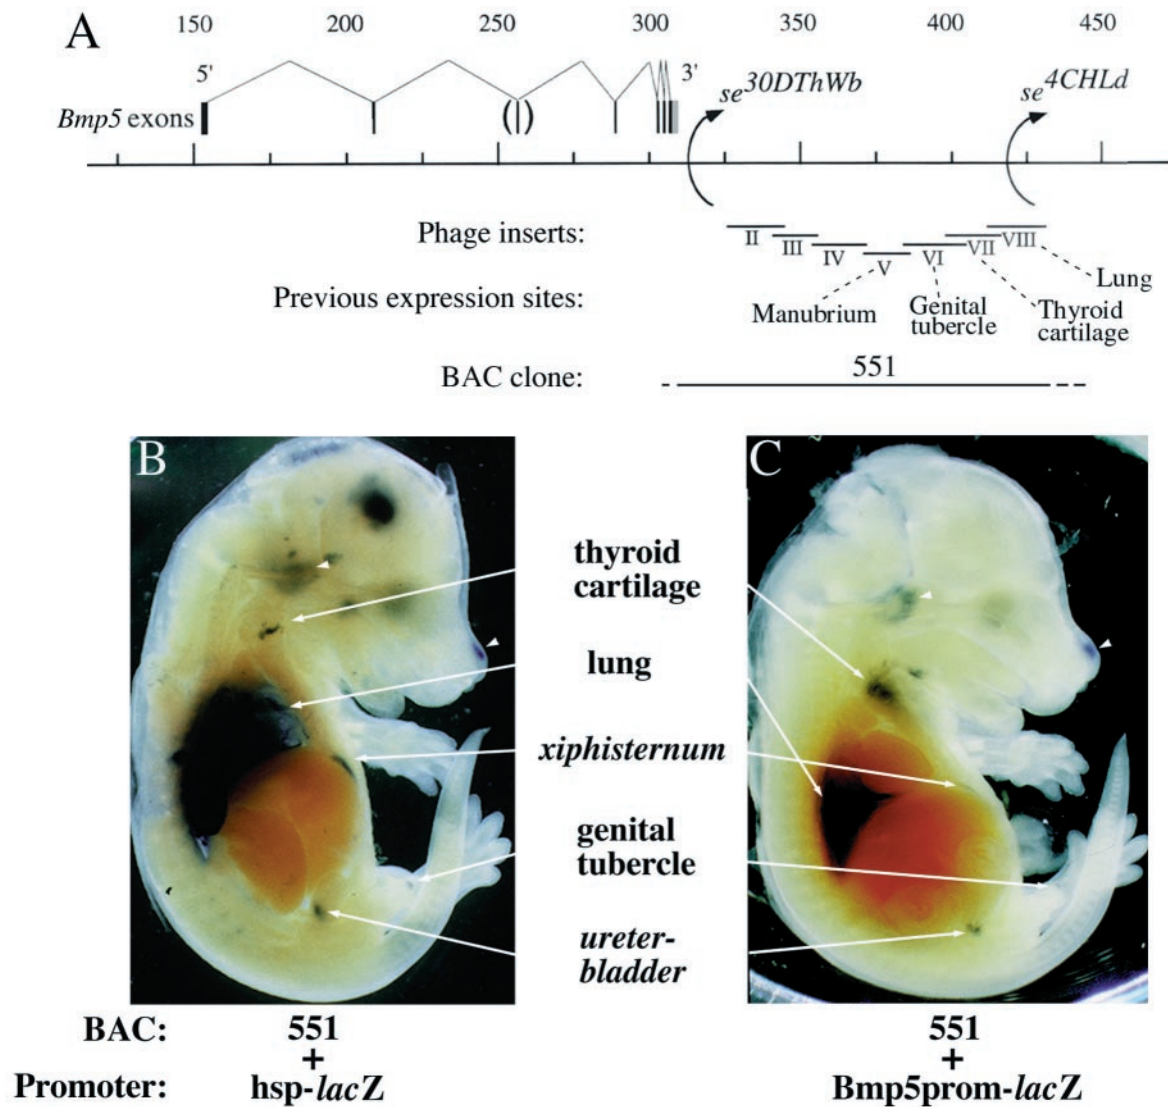 A
150 200 250 300 350 400 450
5' 3'
se30DThWb
se4CHLd
Bmp5 exons
( )
Phage inserts:
II III IV V VI VII VIII
Lung
Previous expression sites:
Manubrium
Genital
tubercle
Thyroid
cartilage
BAC clone:
551
B
C
thyroid
cartilage
lung
xiphisternum
genital
tubercle
ureter-
bladder
BAC: 551 551
+ +
Promoter: hsp-lacZ Bmp5prom-lacZ